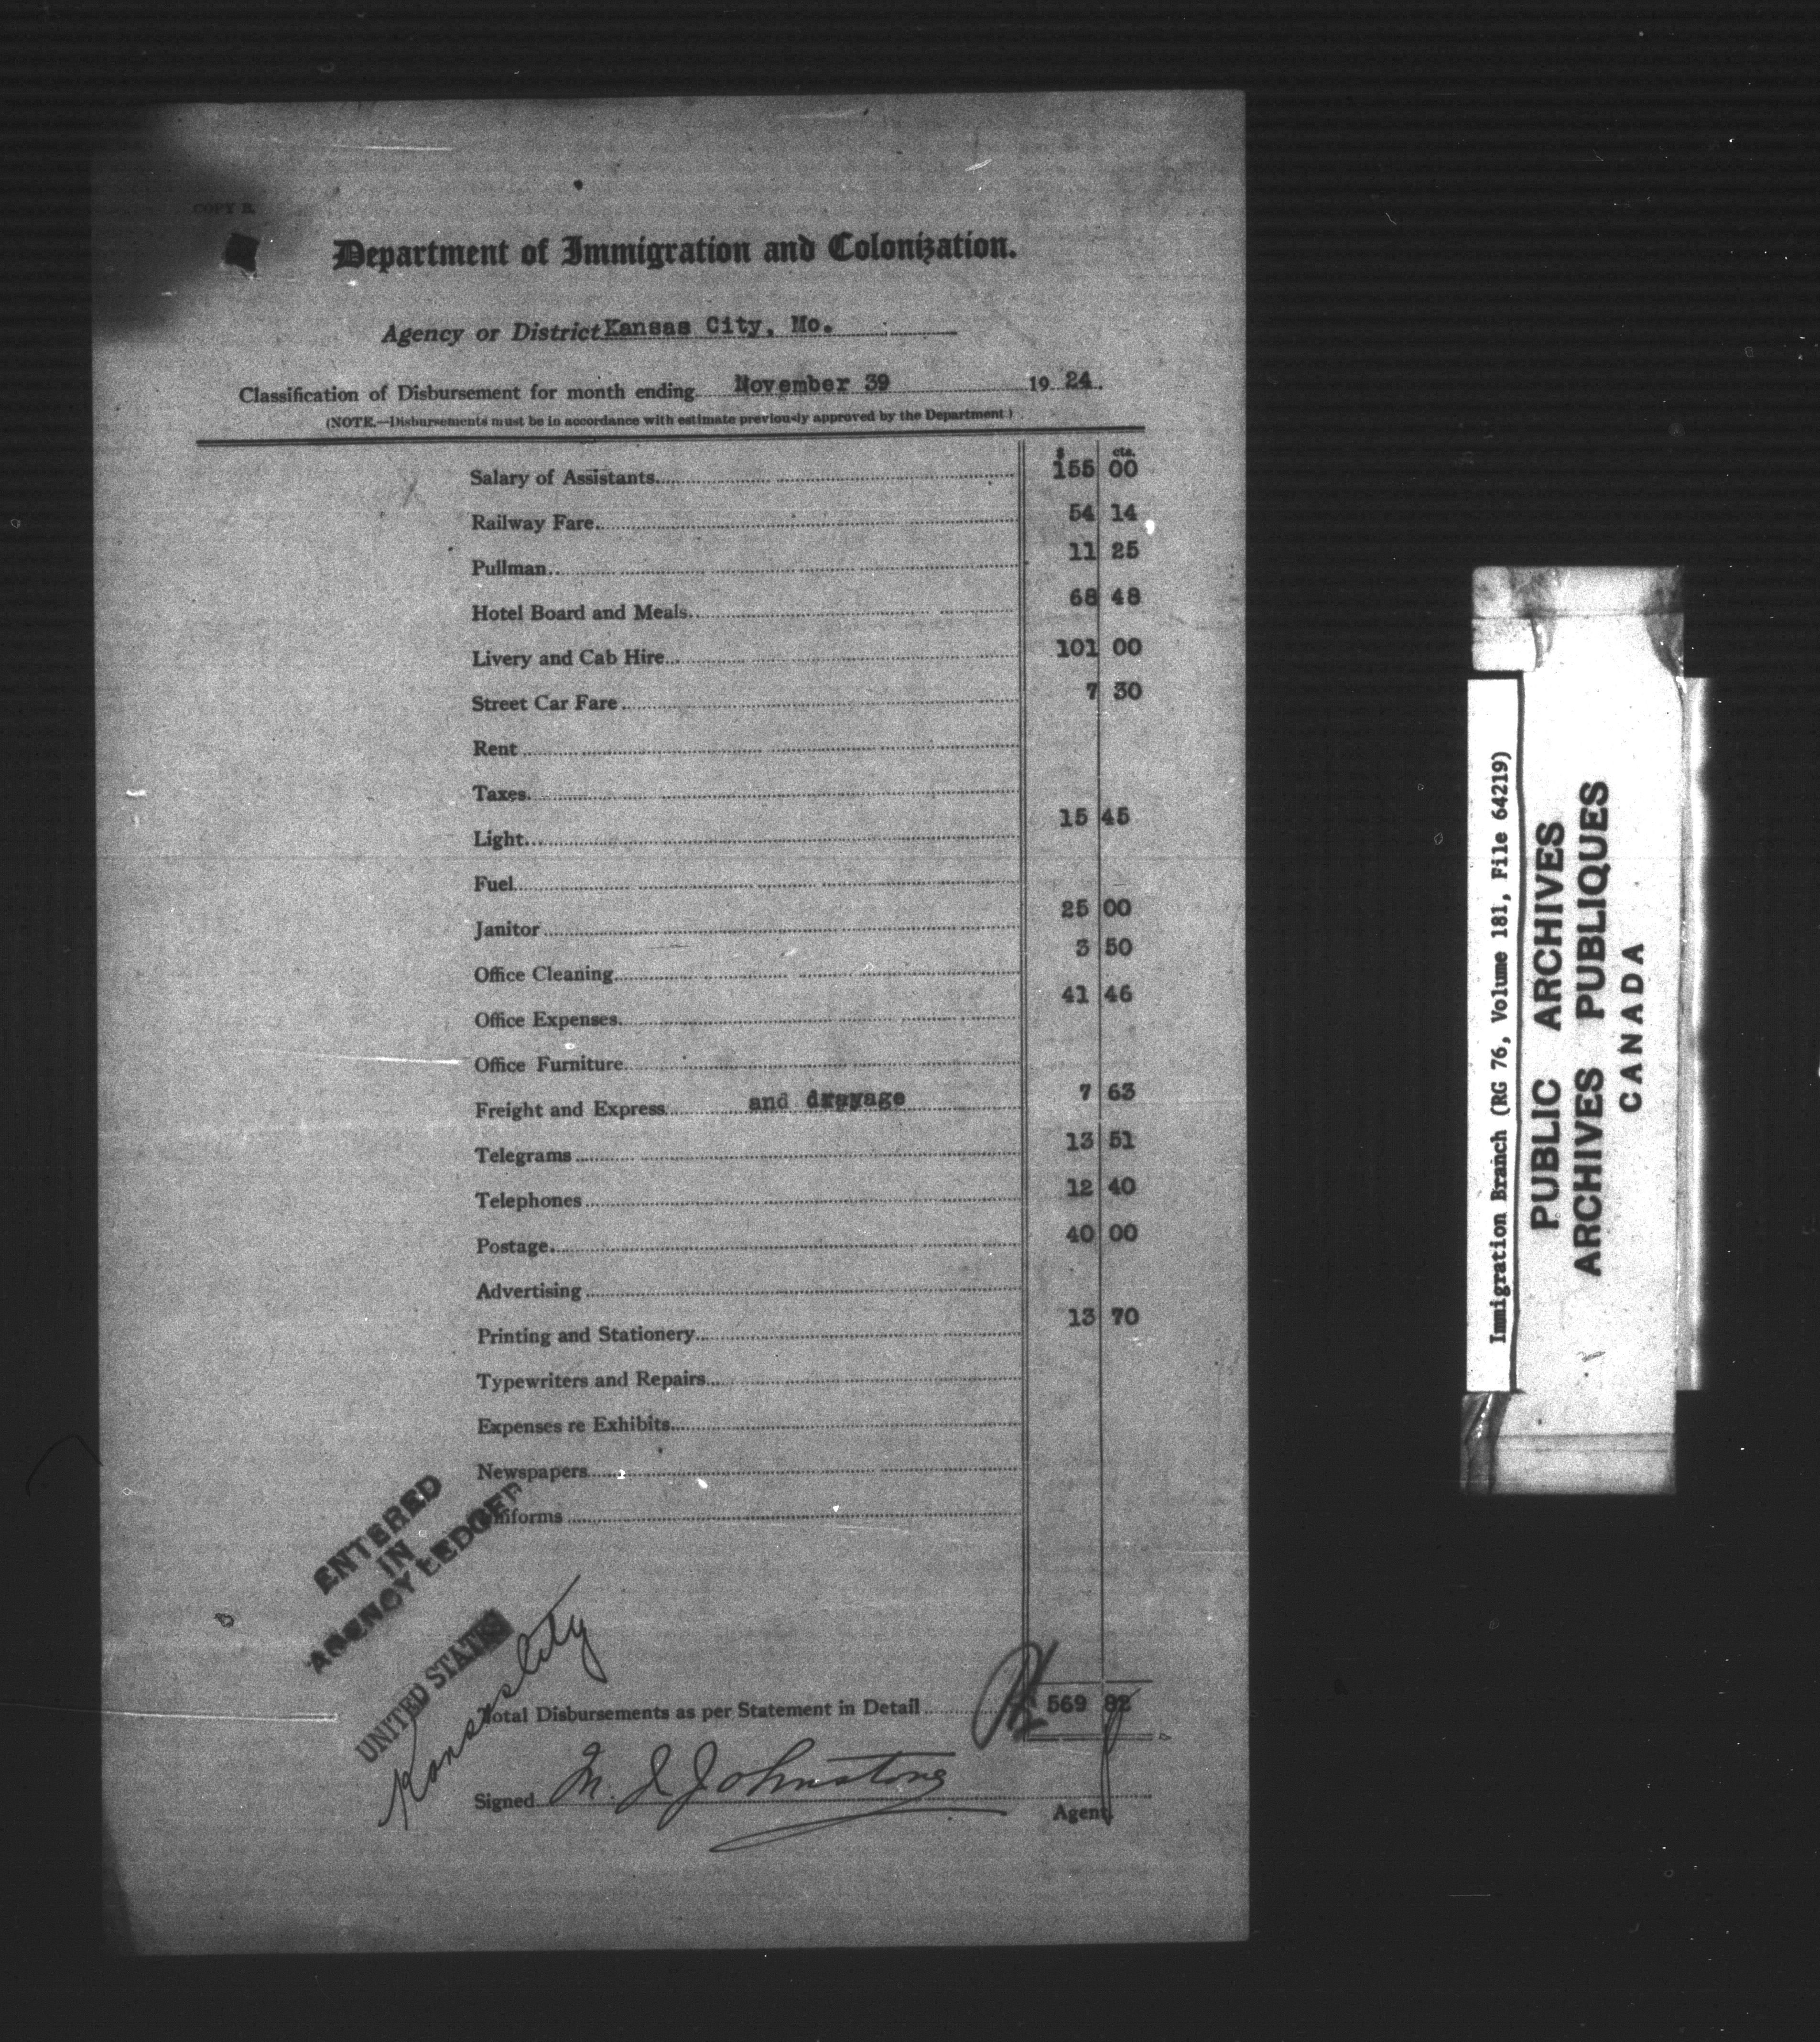 COPY B.
Department of Immigration and Colonization.
Agency or District Kansas City, Mo.
Classification of Disbursement for month ending November 39 19 24.
(NOTE.—Disbursements must be in accordance with estimate previously approved by the Department)
$ cts.
Salary of Assistants 155 00
Railway Fare 54 14
Pullman 11 25
Hotel Board and Meals 68 48
Livery and Cab Hire 101 00
Street Car Fare 7 30
Rent
Taxes
Light 15 45
Fuel
Janitor 25 00
Office Cleaning 3 50
Office Expenses 41 46
Office Furniture
Freight and Express and drayage 7 63
Telegrams 13 51
Telephones 12 40
Postage 40 00
Advertising
Printing and Stationery 13 70
Typewriters and Repairs
Expenses re Exhibits
Newspapers
Uniforms
ENTERED
IN
AGENCY LEDGER
UNITED STATES
Kansas City
Total Disbursements as per Statement in Detail 569 82
Signed M. J. Johnstone
Agent.
Immigration Branch (RG 76, Volume 181, File 64219)
PUBLIC ARCHIVES
ARCHIVES PUBLIQUES
CANADA